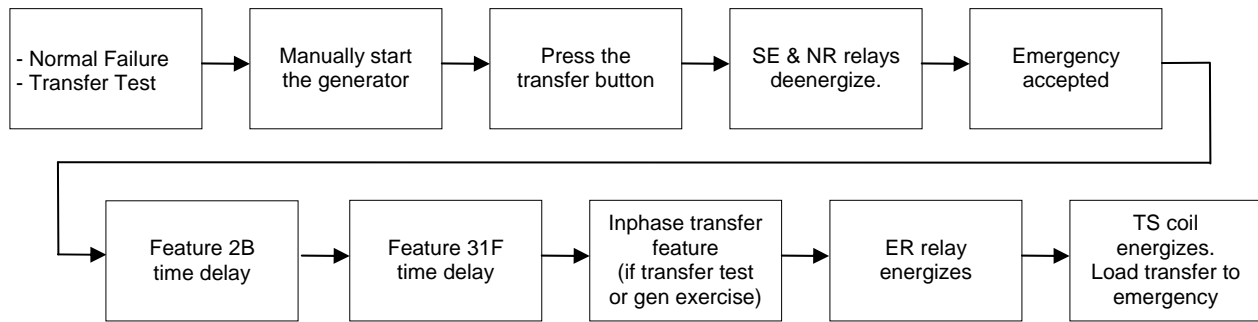 - Normal Failure
- Transfer Test
Manually start
the generator
Press the
transfer button
SE & NR relays
deenergize.
Emergency
accepted
Feature 2B
time delay
Feature 31F
time delay
Inphase transfer
feature
(if transfer test
or gen exercise)
ER relay
energizes
TS coil
energizes.
Load transfer to
emergency